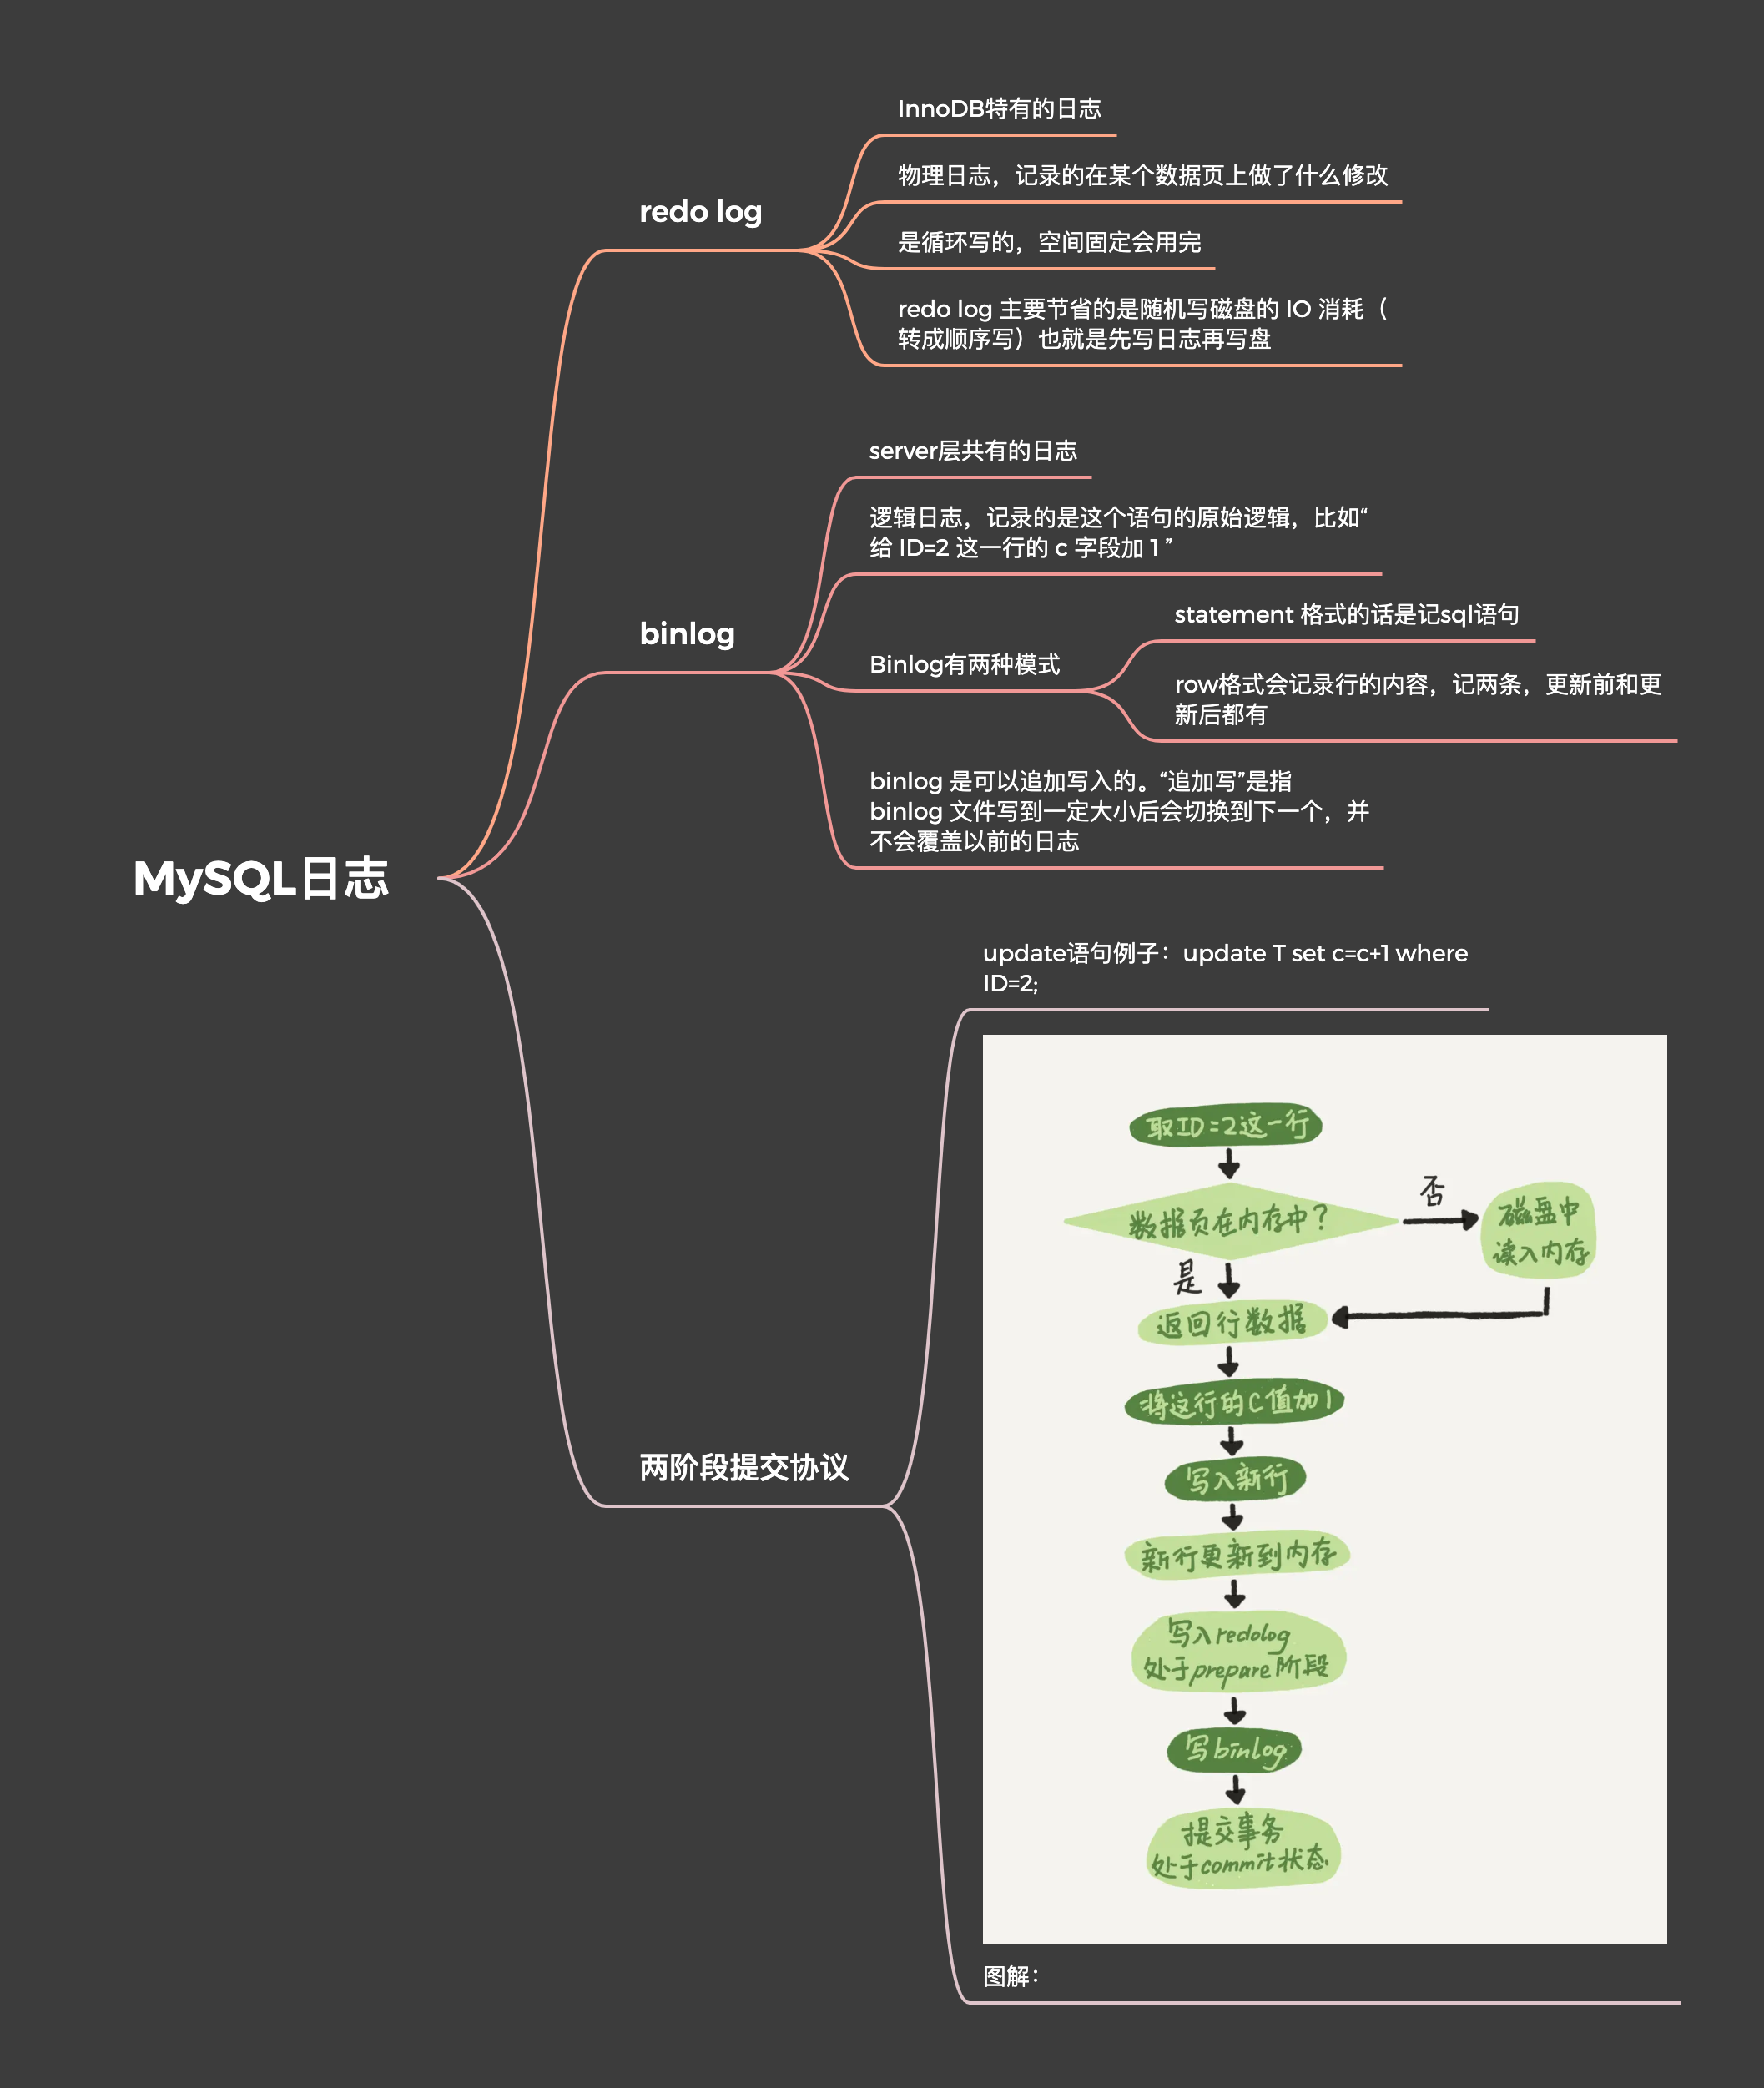 MySQL日志
redo log
InnoDB特有的日志
物理日志，记录的在某个数据页上做了什么修改
是循环写的，空间固定会用完
redo log 主要节省的是随机写磁盘的 IO 消耗（
转成顺序写）也就是先写日志再写盘
binlog
server层共有的日志
逻辑日志，记录的是这个语句的原始逻辑，比如“
给 ID=2 这一行的 c 字段加 1 ”
Binlog有两种模式
statement 格式的话是记sql语句
row格式会记录行的内容，记两条，更新前和更
新后都有
binlog 是可以追加写入的。“追加写”是指
binlog 文件写到一定大小后会切换到下一个，并
不会覆盖以前的日志
两阶段提交协议
update语句例子：update T set c=c+1 where
ID=2;
取ID=2这一行
数据页在内存中？
否
磁盘中
读入内存
是
返回行数据
将这行的C值加1
写入新行
新行更新到内存
写入redolog
处于prepare阶段
写binlog
提交事务
处于commit状态
图解：